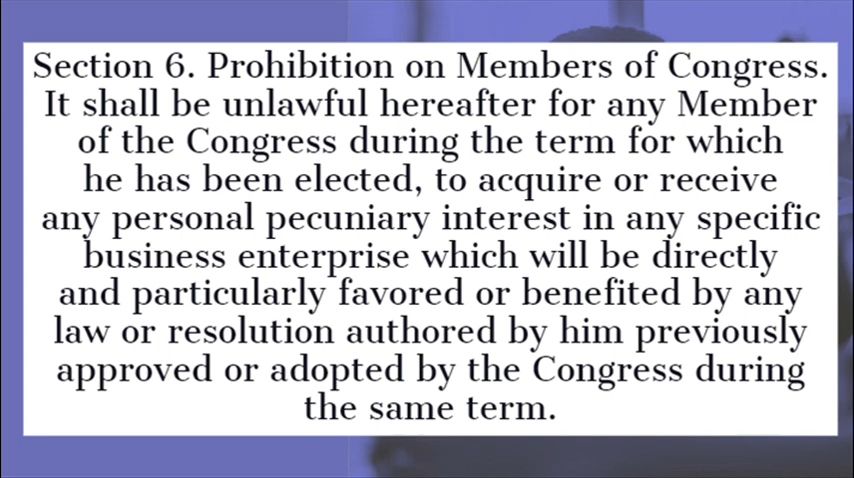 Section 6. Prohibition on Members of Congress.
It shall be unlawful hereafter for any Member
of the Congress during the term for which
he has been elected, to acquire or receive
any personal pecuniary interest in any specific
business enterprise which will be directly
and particularly favored or benefited by any
law or resolution authored by him previously
approved or adopted by the Congress during
the same term.